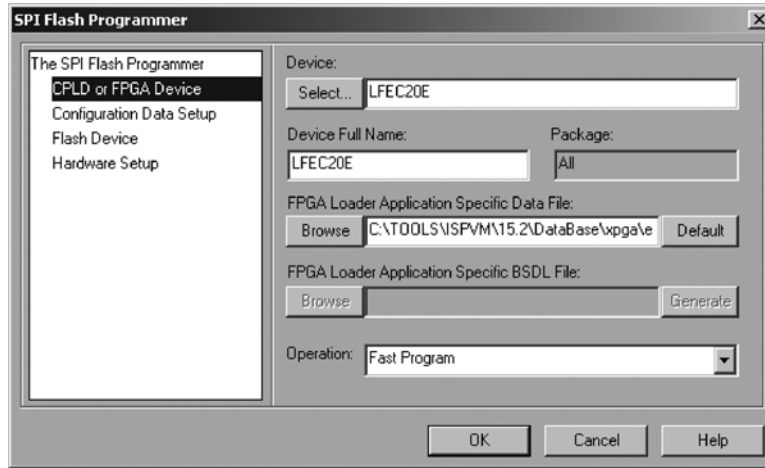 SPI Flash Programmer
The SPI Flash Programmer
CPLD or FPGA Device
Configuration Data Setup
Flash Device
Hardware Setup
Device:
Select... LFEC20E
Device Full Name: Package:
LFEC20E All
FPGA Loader Application Specific Data File:
Browse C:\TOOLS\ISPVM\15.2\DataBase\xpga\e Default
FPGA Loader Application Specific BSDL File:
Browse Generate
Operation: Fast Program
OK Cancel Help